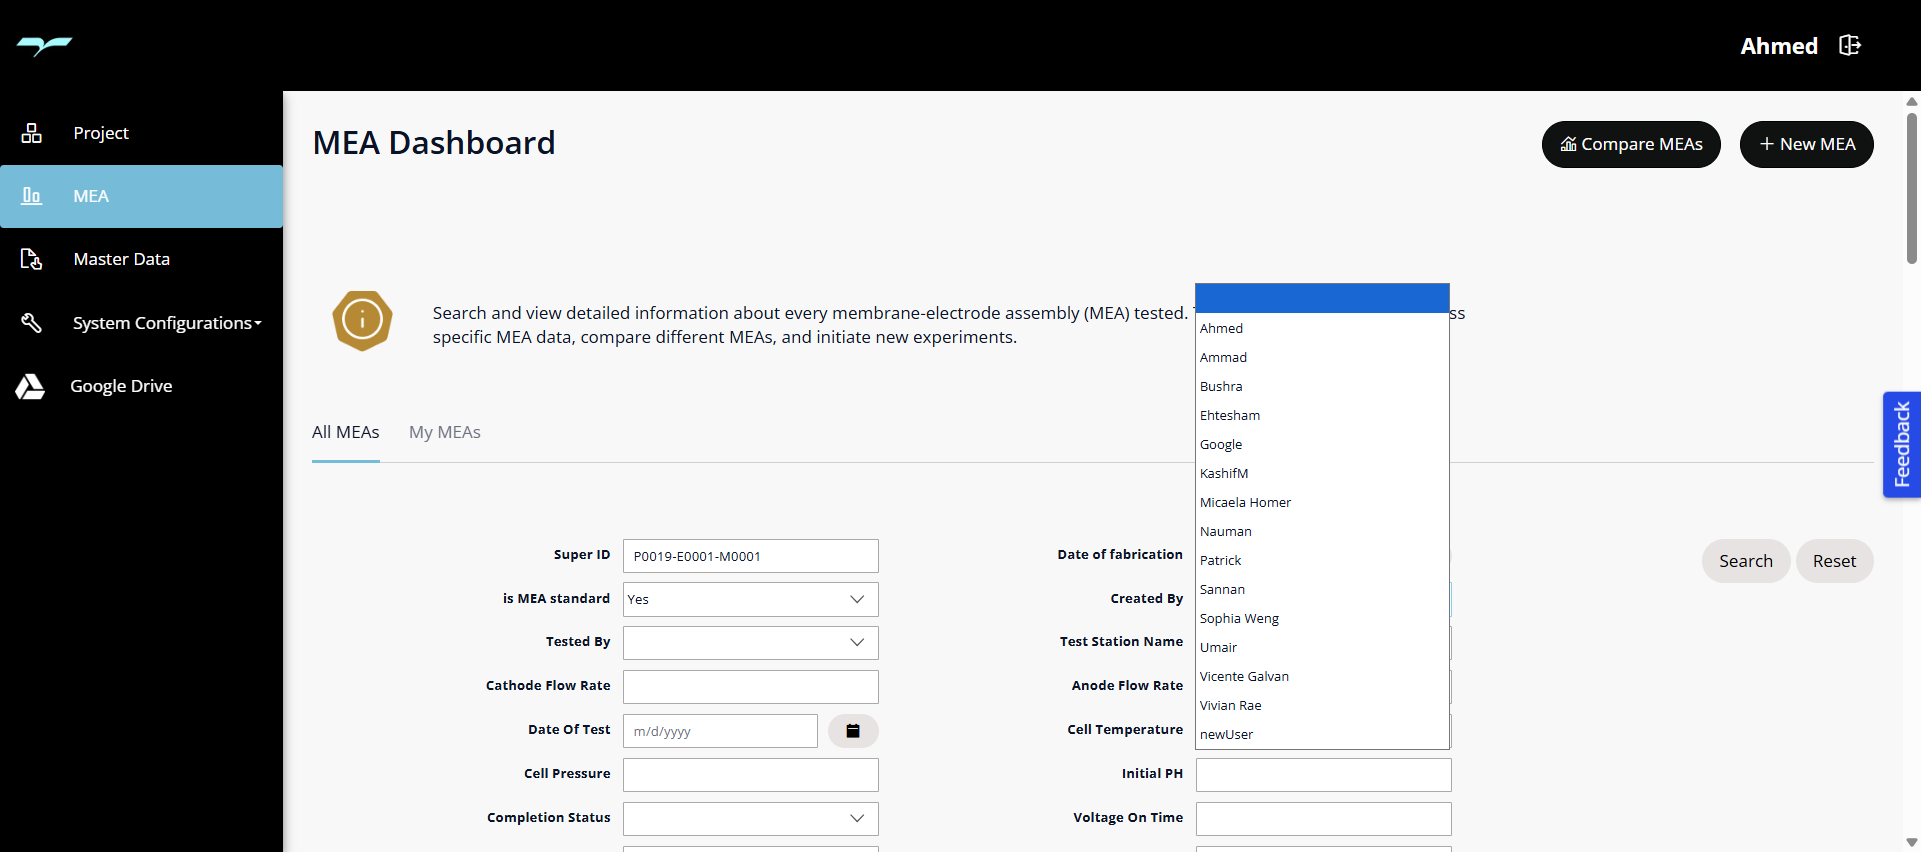 Ahmed
Project
MEA
Master Data
System Configurations
Google Drive
MEA Dashboard
Compare MEAs
+ New MEA
Search and view detailed information about every membrane-electrode assembly (MEA) tested.
ss
specific MEA data, compare different MEAs, and initiate new experiments.
All MEAs
My MEAs
Super ID
P0019-E0001-M0001
is MEA standard
Yes
Tested By
Cathode Flow Rate
Date Of Test
m/d/yyyy
Cell Pressure
Completion Status
Date of fabrication
Created By
Test Station Name
Anode Flow Rate
Cell Temperature
Initial PH
Voltage On Time
Ahmed
Ammad
Bushra
Ehtesham
Google
KashifM
Micaela Homer
Nauman
Patrick
Sannan
Sophia Weng
Umair
Vicente Galvan
Vivian Rae
newUser
Search
Reset
Feedback